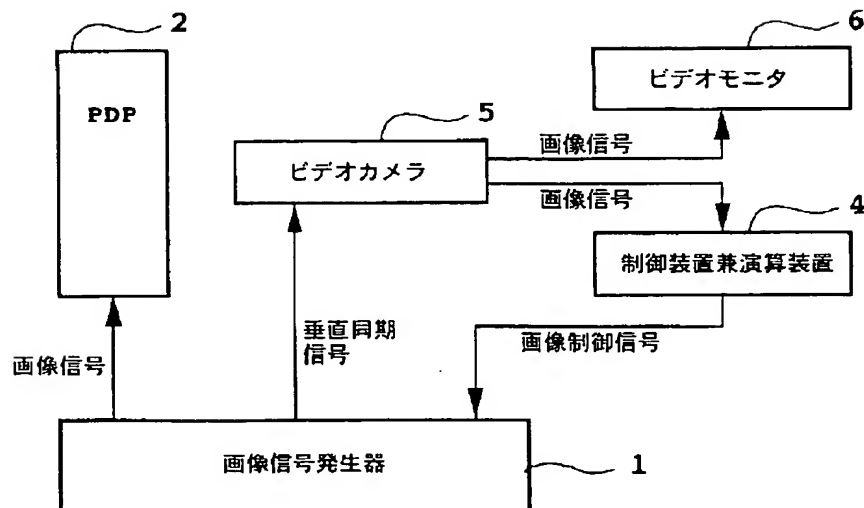 2
6
PDP
ビデオモニタ
5
画像信号
ビデオカメラ
画像信号
4
制御装置兼演算装置
垂直同期
信号
画像制御信号
画像信号
画像信号発生器
1